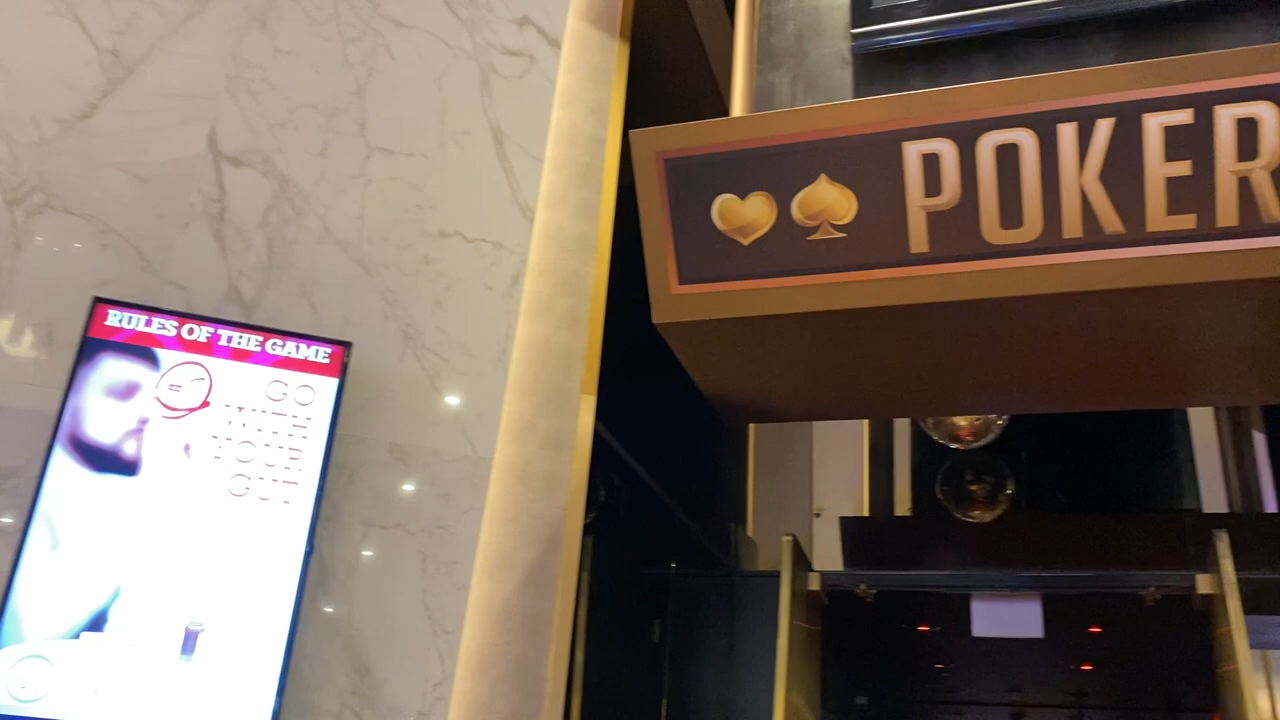 RULES OF THE GAME
GO
WITH
YOUR
GUT
POKER